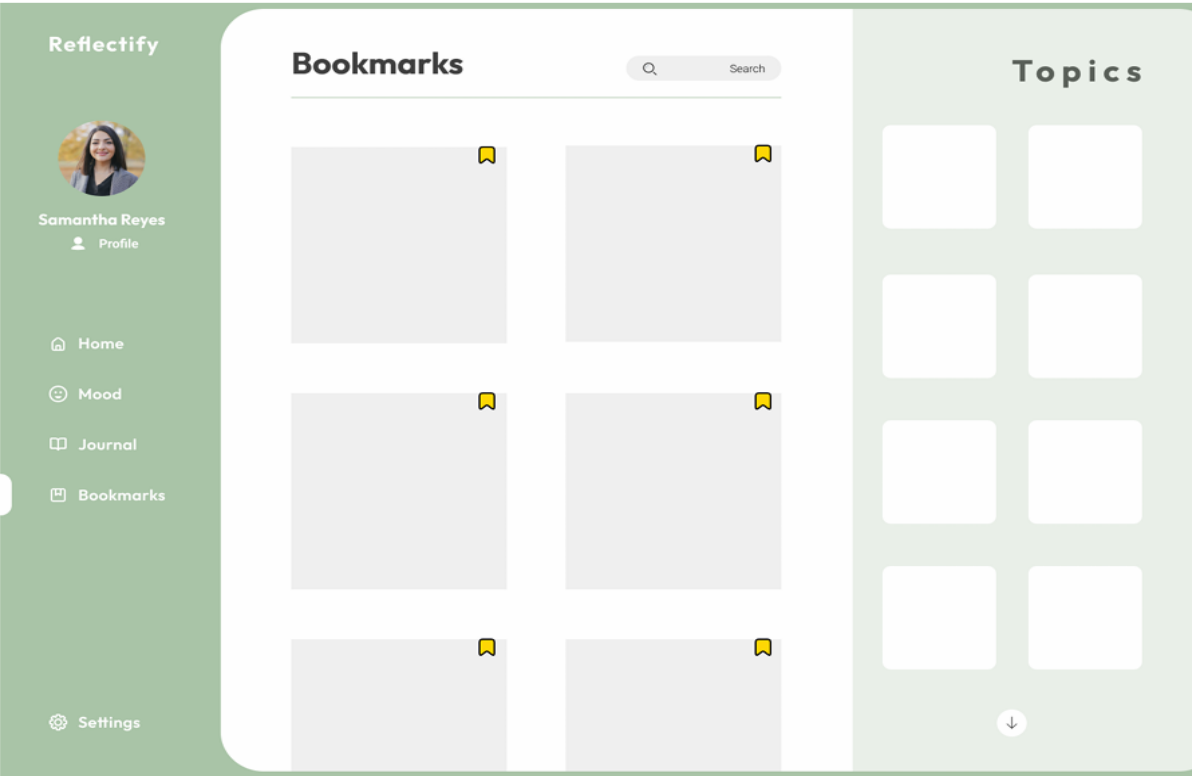 Reflectify
Samantha Reyes
Profile
Home
Mood
Journal
Bookmarks
Settings
Bookmarks
Search
Topics